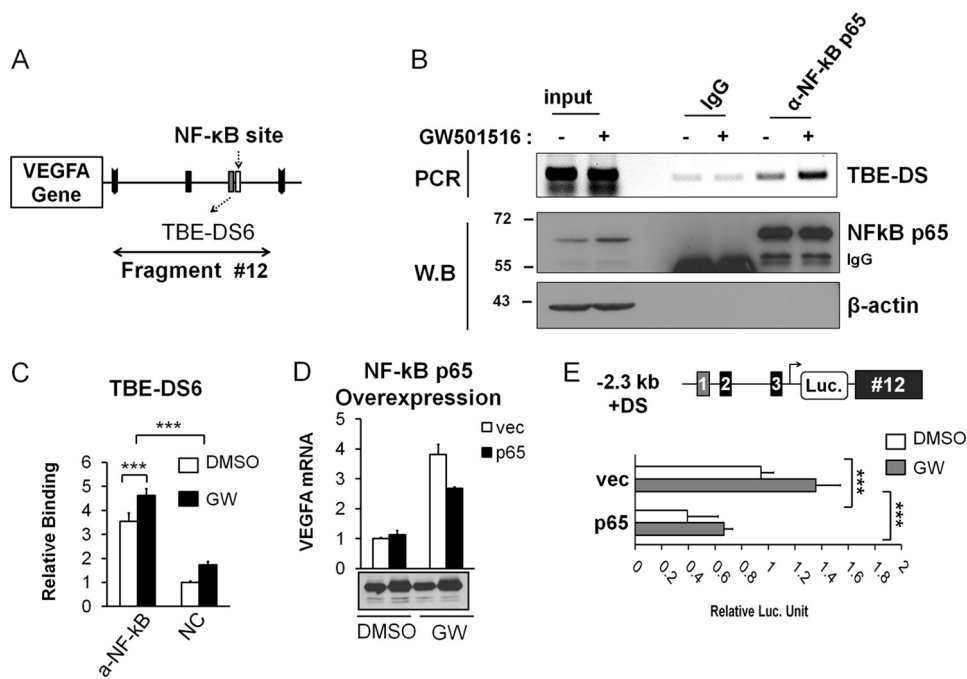 A
NF-κB site
VEGFA
Gene
TBE-DS6
Fragment #12
B
input
IgG
α-NF-kB p65
GW501516 :
- + - + - +
PCR
TBE-DS
72
NFkB p65
W.B
IgG
55
43
β-actin
C
TBE-DS6
***
***
DMSO
GW
Relative Binding
6
5
4
3
2
1
0
a-NF-kB
NC
D
NF-kB p65
Overexpression
vec
p65
VEGFA mRNA
5
4
3
2
1
0
DMSO
GW
E
-2.3 kb
+DS
1 2 3 Luc. #12
DMSO
GW
vec
***
p65
***
0 0.2 0.4 0.6 0.8 1 1.2 1.4 1.6 1.8 2
Relative Luc. Unit